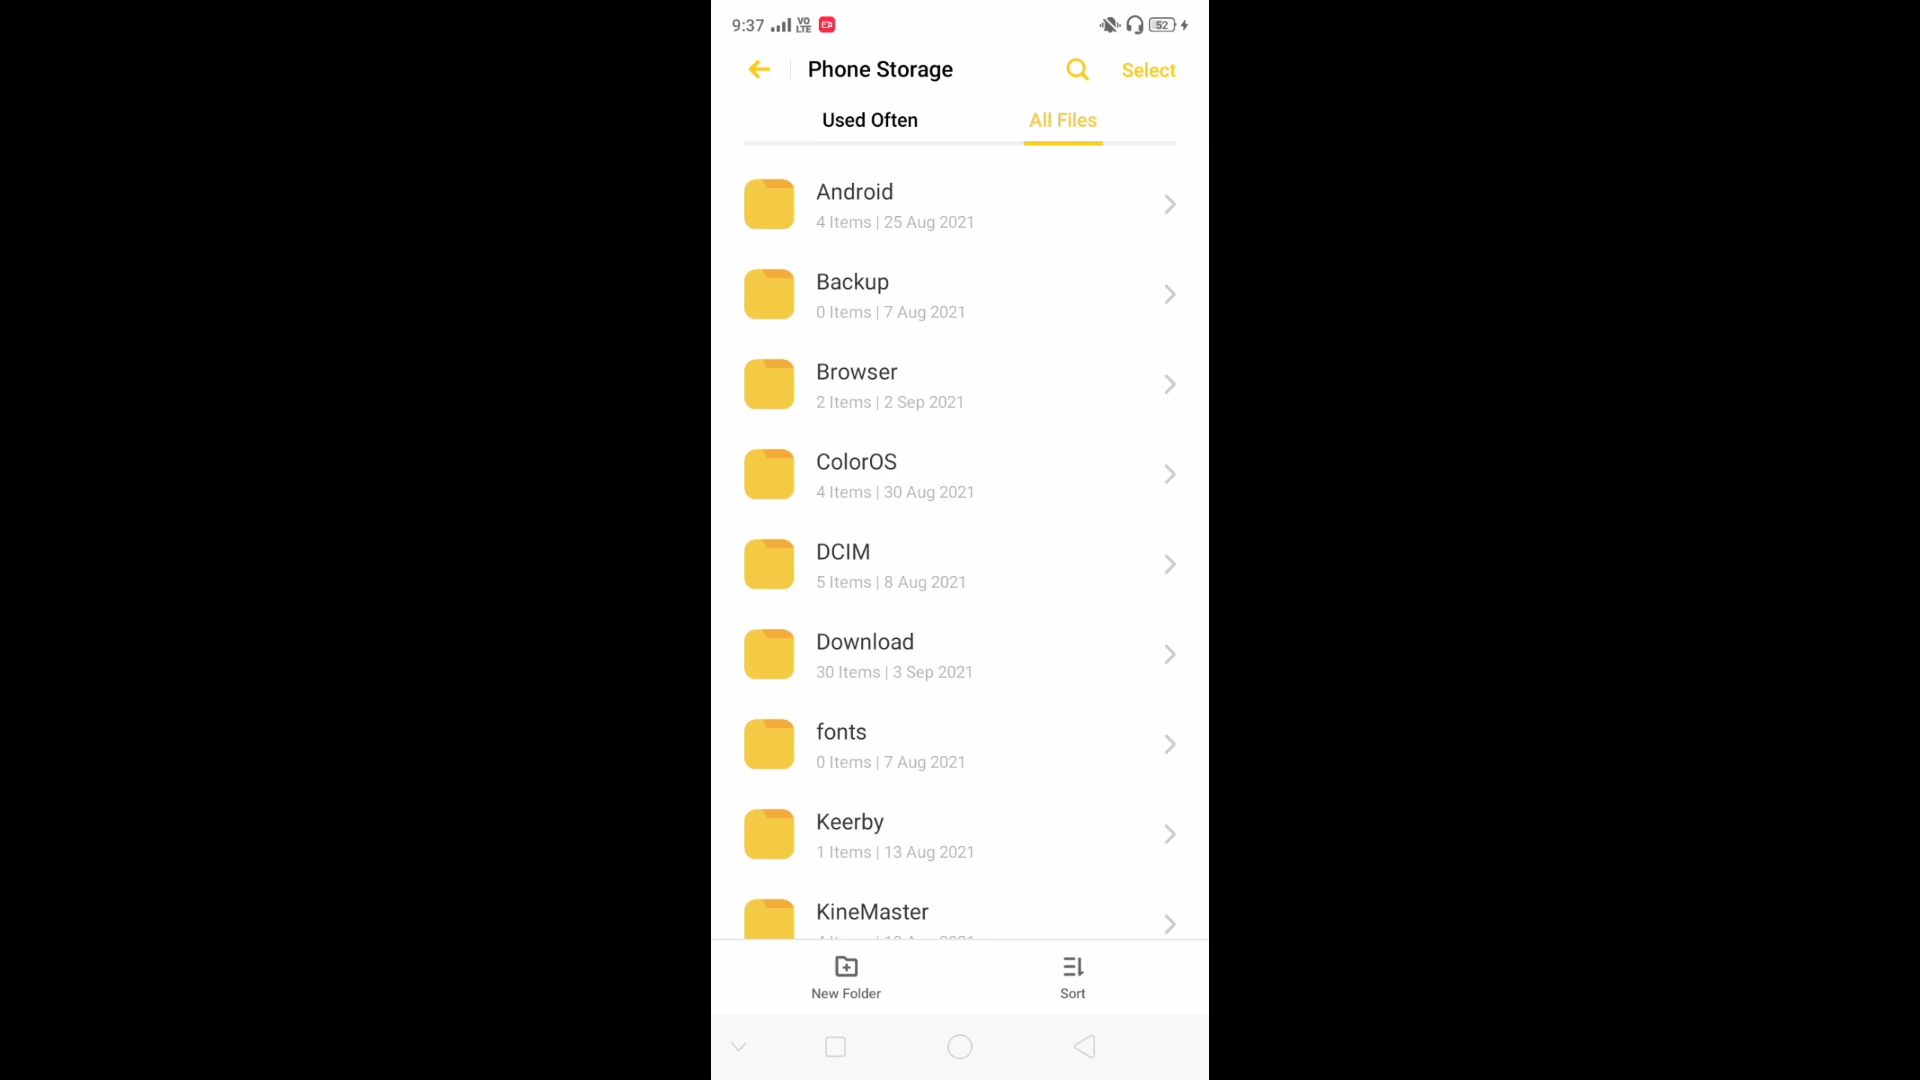 9:37 VO LTE 52
Phone Storage Select
Used Often All Files
Android
4 Items | 25 Aug 2021
Backup
0 Items | 7 Aug 2021
Browser
2 Items | 2 Sep 2021
ColorOS
4 Items | 30 Aug 2021
DCIM
5 Items | 8 Aug 2021
Download
30 Items | 3 Sep 2021
fonts
0 Items | 7 Aug 2021
Keerby
1 Items | 13 Aug 2021
KineMaster
New Folder Sort